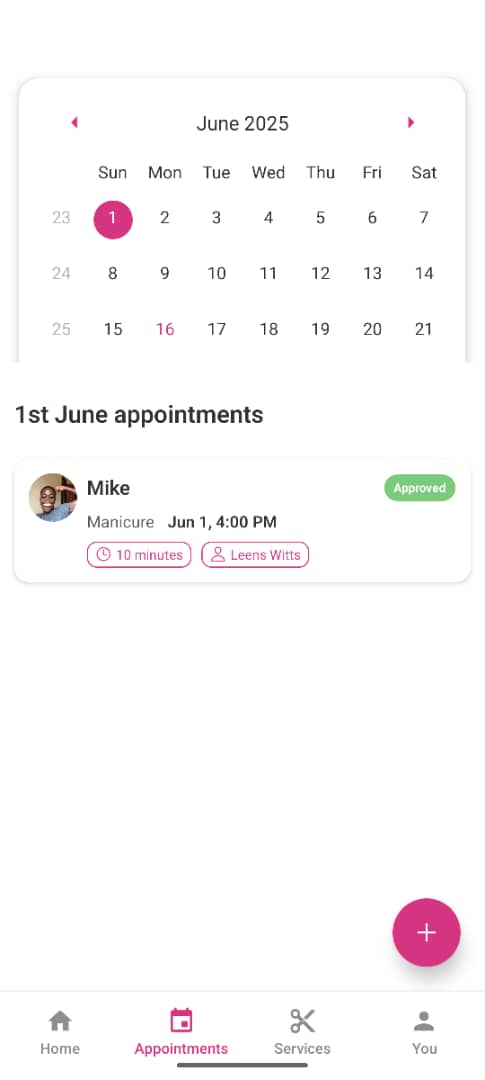 June 2025
Sun Mon Tue Wed Thu Fri Sat
23 1 2 3 4 5 6 7
24 8 9 10 11 12 13 14
25 15 16 17 18 19 20 21
1st June appointments
Mike Approved
Manicure Jun 1, 4:00 PM
10 minutes Leens Witts
Home Appointments Services You